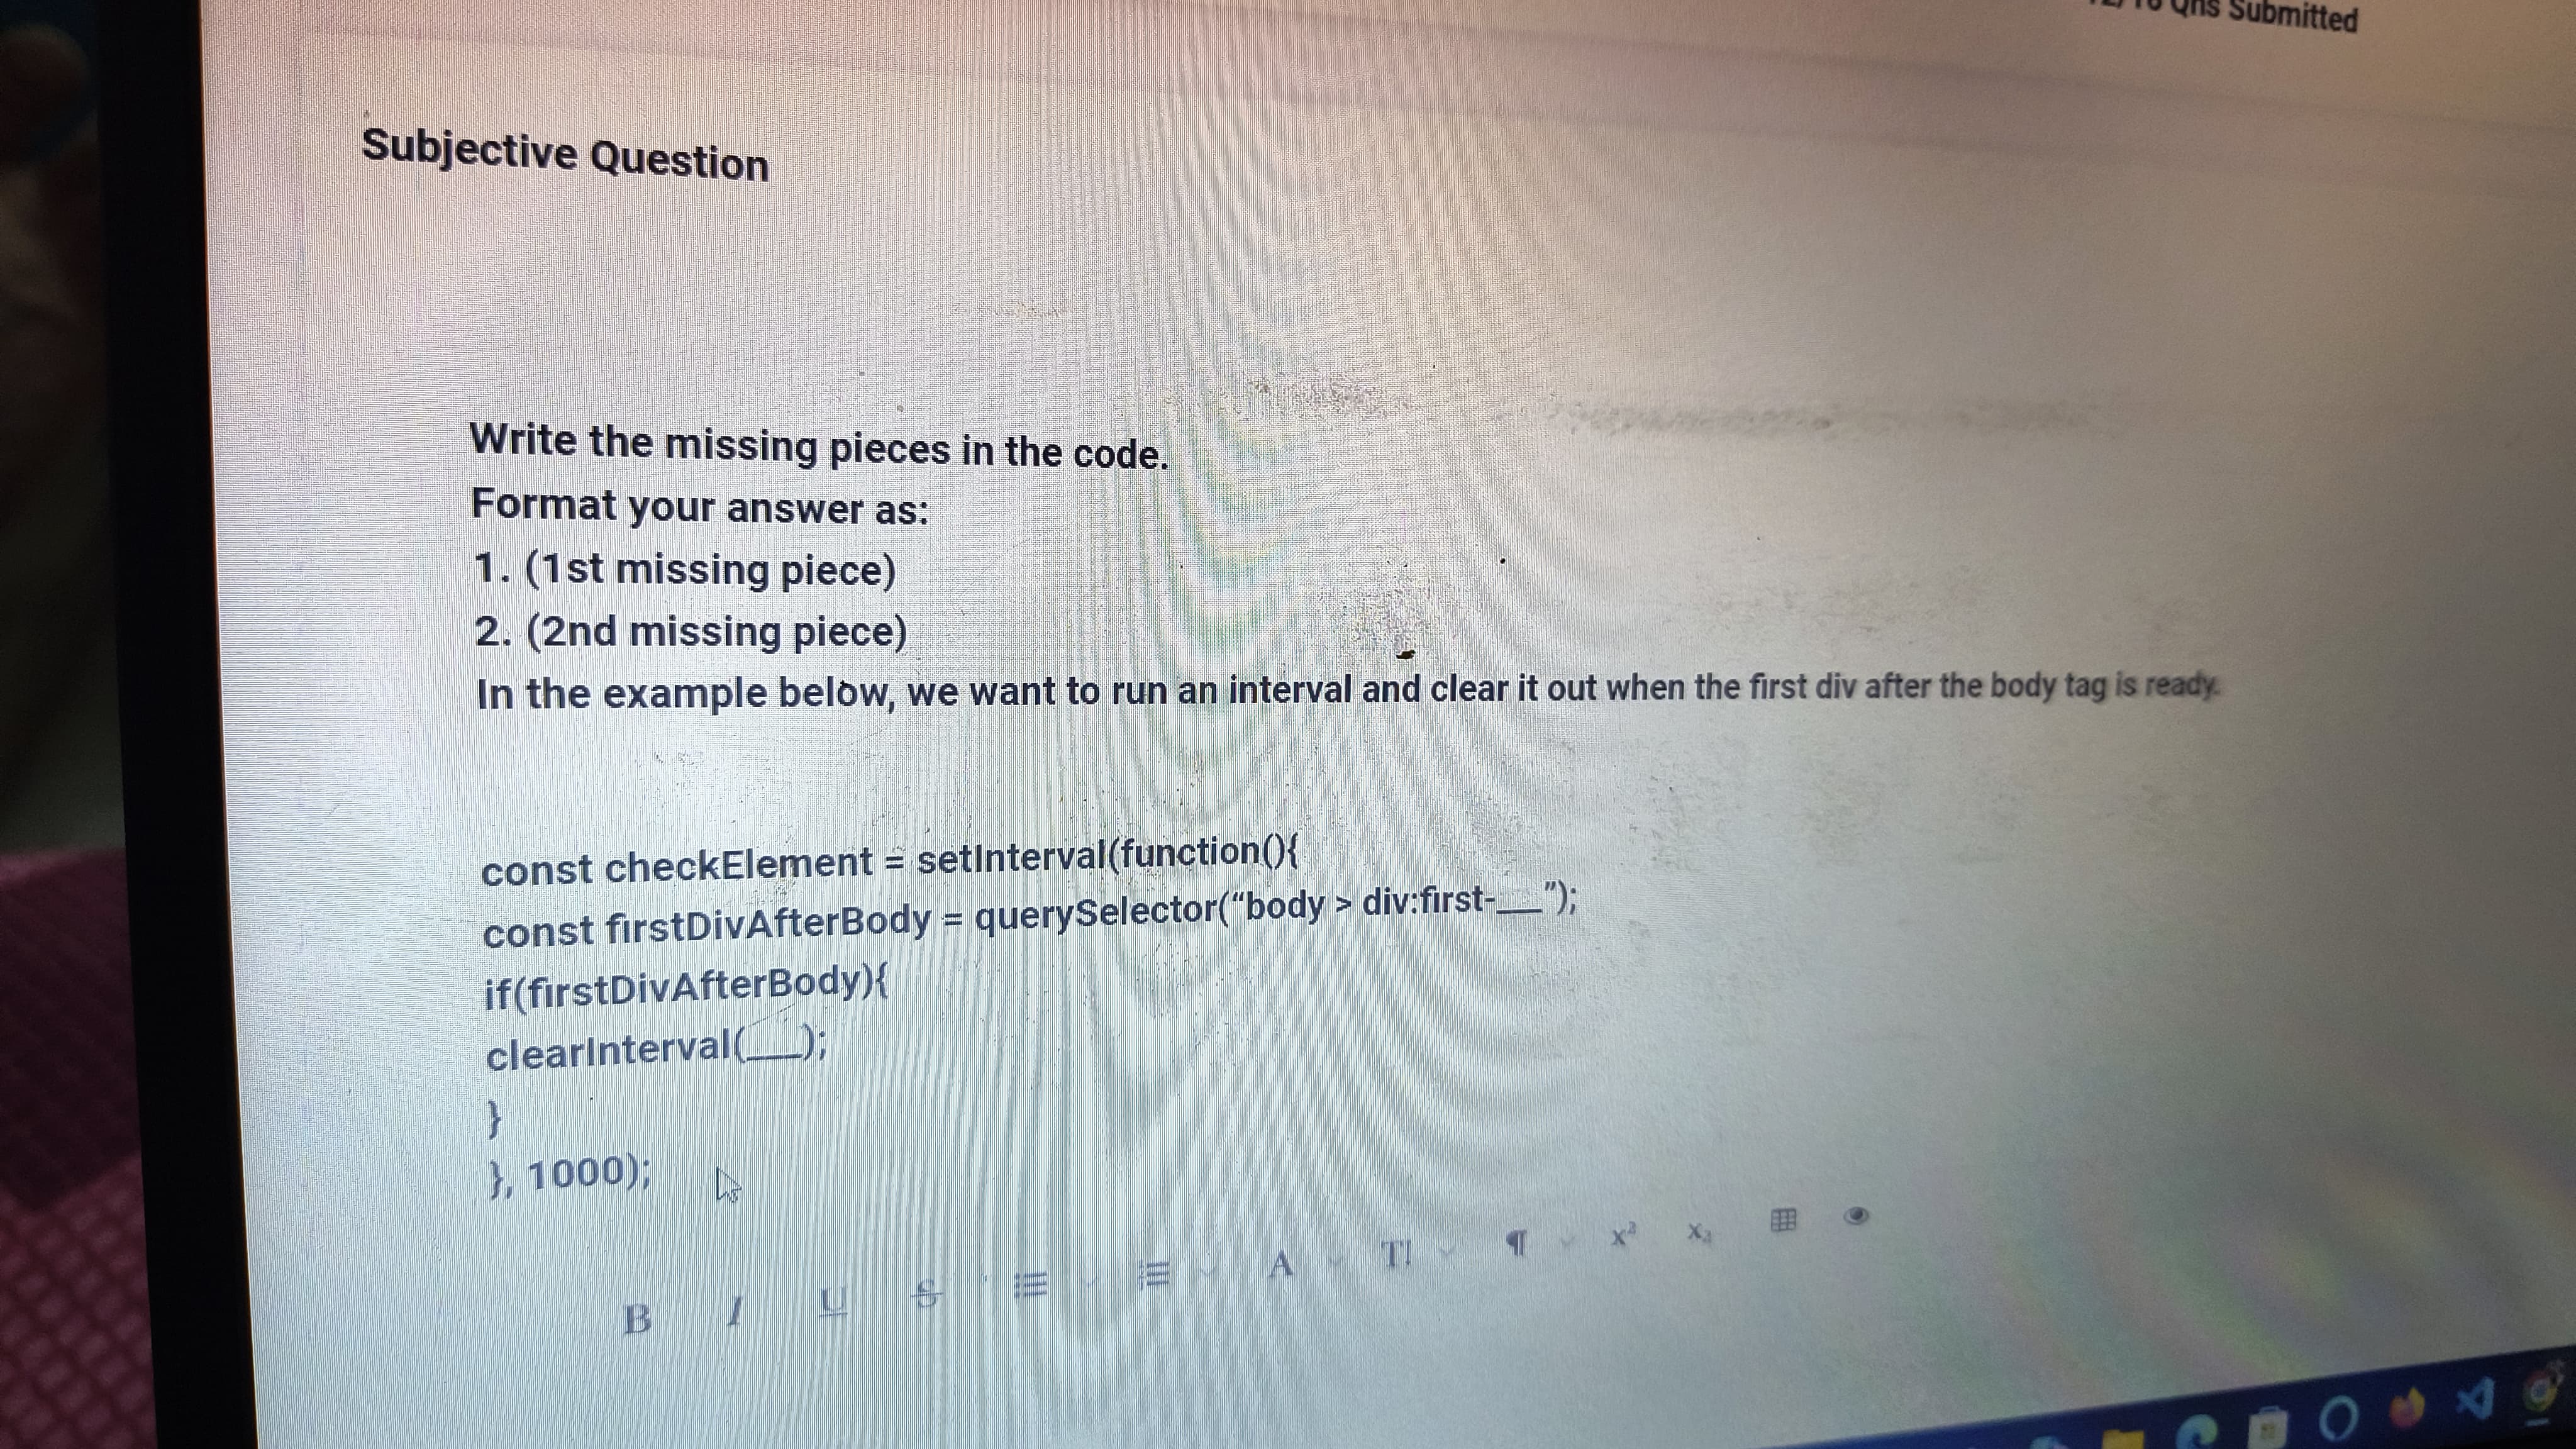 Qns Submitted
Subjective Question
Write the missing pieces in the code.
Format your answer as:
1. (1st missing piece)
2. (2nd missing piece)
In the example below, we want to run an interval and clear it out when the first div after the body tag is ready.
const checkElement = setInterval(function(){
const firstDivAfterBody = querySelector(“body > div:first-___”);
if(firstDivAfterBody){
clearInterval(___);
}
}, 1000);
B I U S A T! ¶ x² x₂